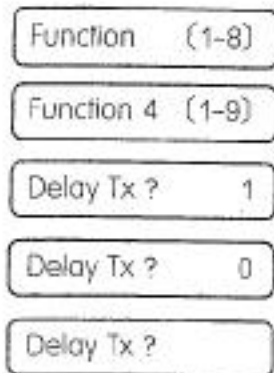 Function (1-8)
Function 4 (1-9)
Delay Tx ? 1
Delay Tx ? 0
Delay Tx ?